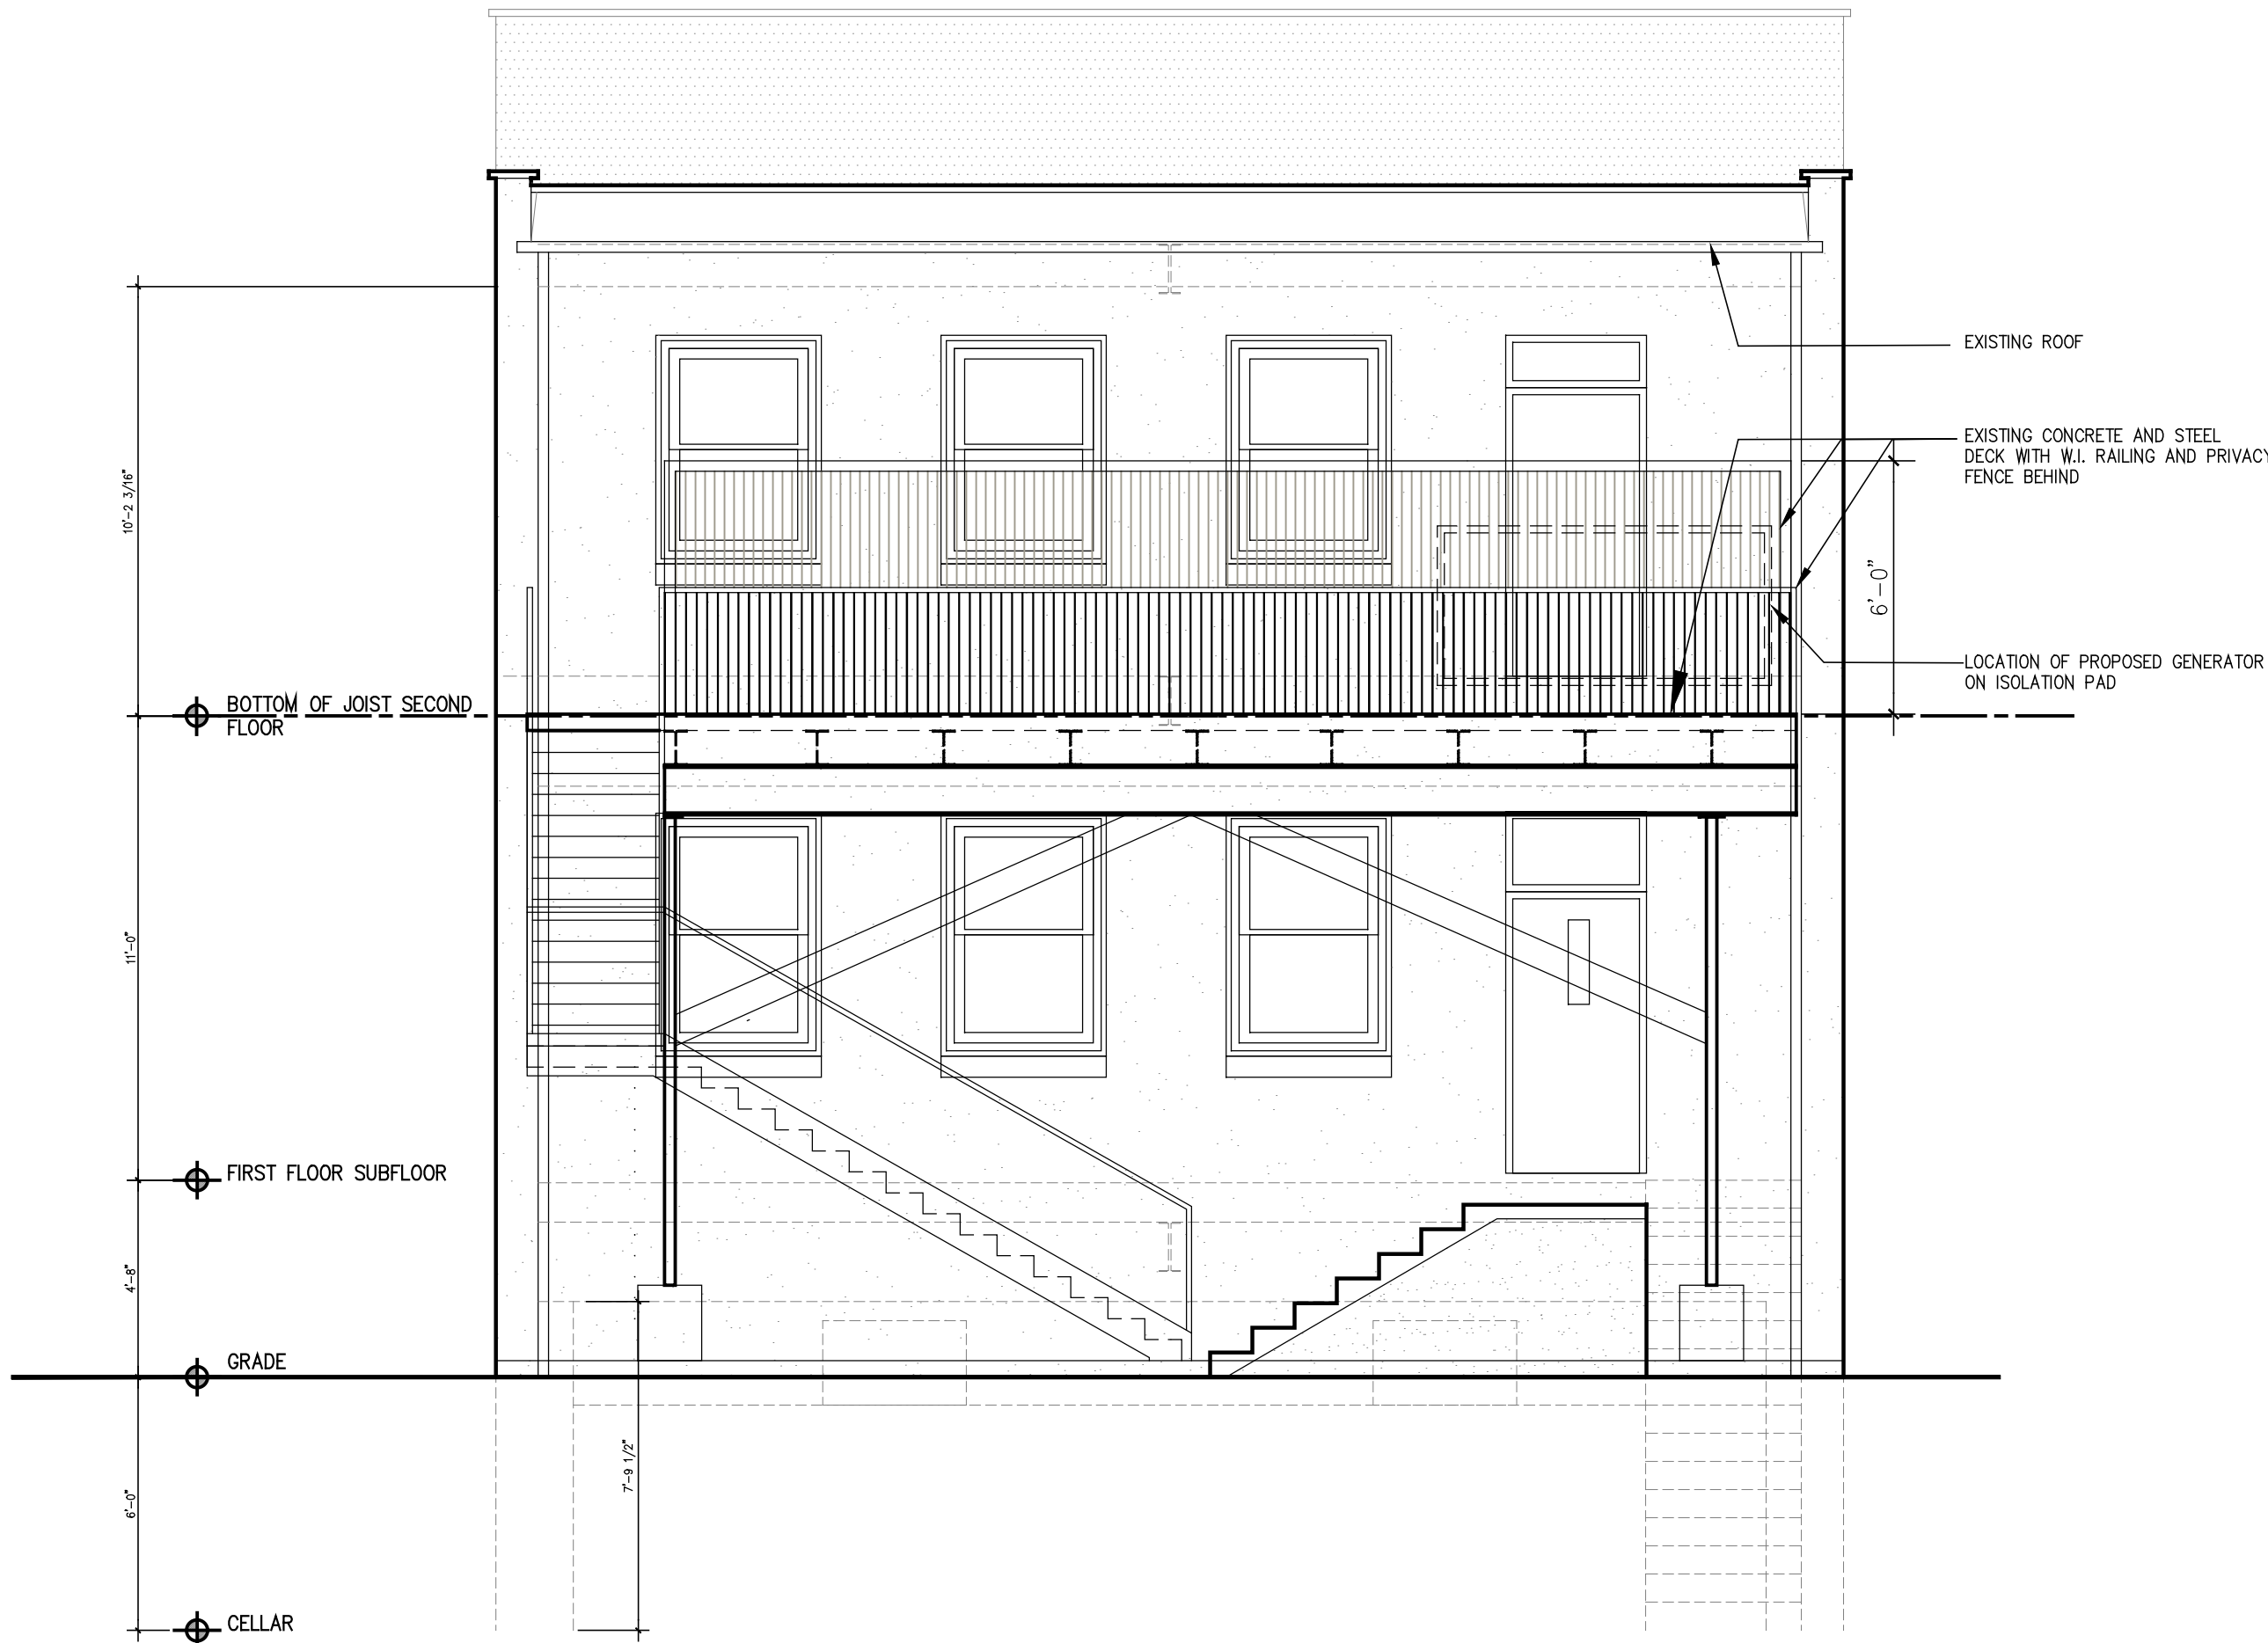 EXISTING ROOF
EXISTING CONCRETE AND STEEL
DECK WITH W.I. RAILING AND PRIVACY
FENCE BEHIND
10'-2 3/16"
6'-0"
LOCATION OF PROPOSED GENERATOR
ON ISOLATION PAD
BOTTOM OF JOIST SECOND
FLOOR
11'-0"
FIRST FLOOR SUBFLOOR
4'-8"
GRADE
7'-9 1/2"
6'-0"
CELLAR